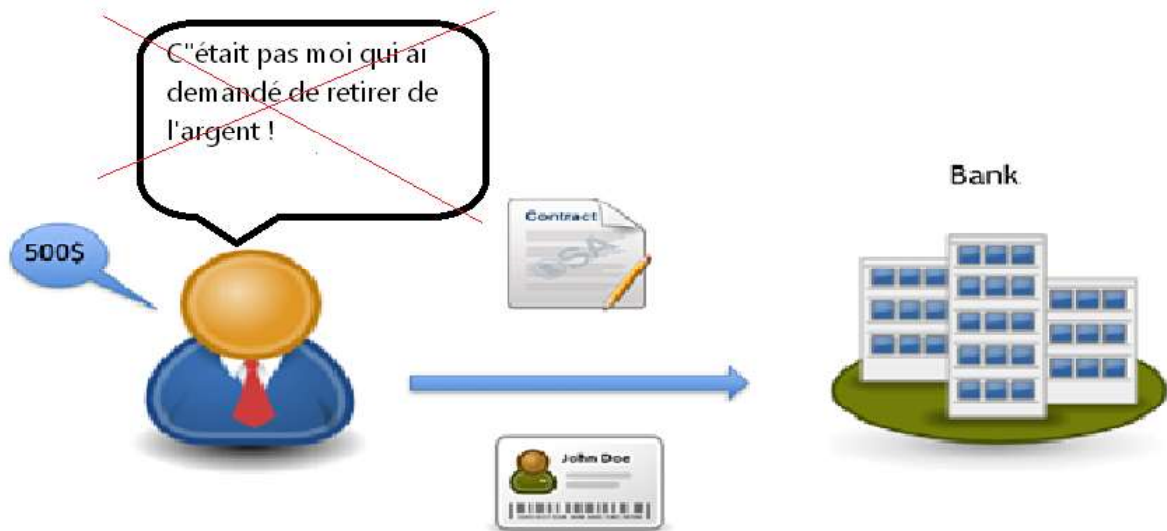 C"était pas moi qui ai
demandé de retirer de
l'argent !
500$
Contract
Bank
John Doe